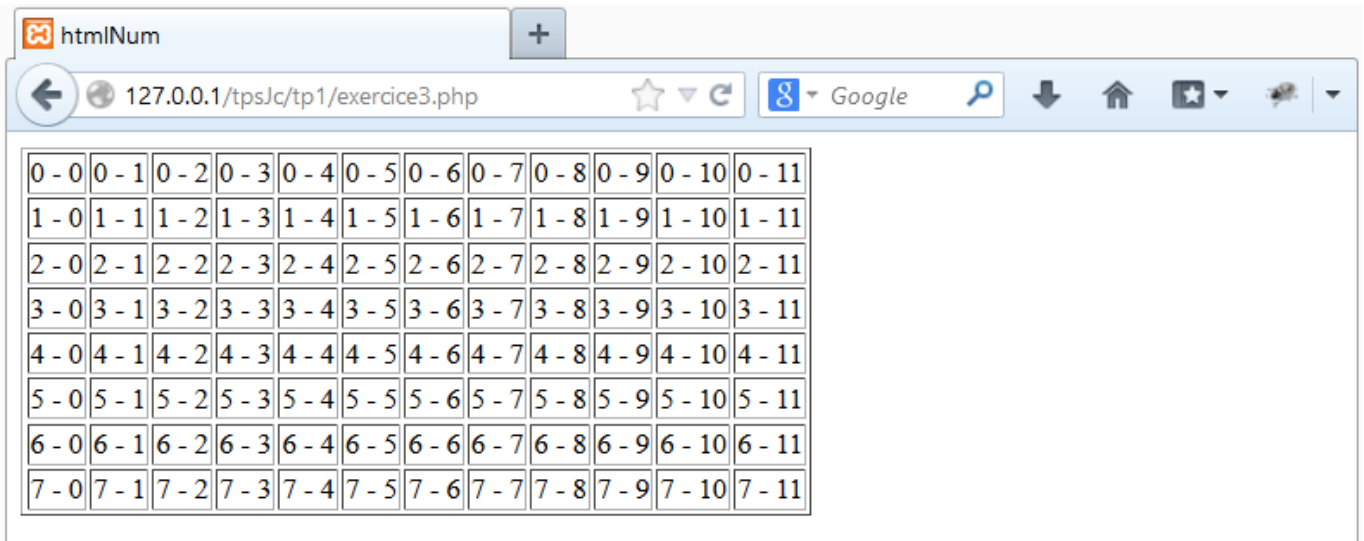 htmlNum +
127.0.0.1/tpsJc/tp1/exercice3.php 8 Google
0 - 0 0 - 1 0 - 2 0 - 3 0 - 4 0 - 5 0 - 6 0 - 7 0 - 8 0 - 9 0 - 10 0 - 11
1 - 0 1 - 1 1 - 2 1 - 3 1 - 4 1 - 5 1 - 6 1 - 7 1 - 8 1 - 9 1 - 10 1 - 11
2 - 0 2 - 1 2 - 2 2 - 3 2 - 4 2 - 5 2 - 6 2 - 7 2 - 8 2 - 9 2 - 10 2 - 11
3 - 0 3 - 1 3 - 2 3 - 3 3 - 4 3 - 5 3 - 6 3 - 7 3 - 8 3 - 9 3 - 10 3 - 11
4 - 0 4 - 1 4 - 2 4 - 3 4 - 4 4 - 5 4 - 6 4 - 7 4 - 8 4 - 9 4 - 10 4 - 11
5 - 0 5 - 1 5 - 2 5 - 3 5 - 4 5 - 5 5 - 6 5 - 7 5 - 8 5 - 9 5 - 10 5 - 11
6 - 0 6 - 1 6 - 2 6 - 3 6 - 4 6 - 5 6 - 6 6 - 7 6 - 8 6 - 9 6 - 10 6 - 11
7 - 0 7 - 1 7 - 2 7 - 3 7 - 4 7 - 5 7 - 6 7 - 7 7 - 8 7 - 9 7 - 10 7 - 11